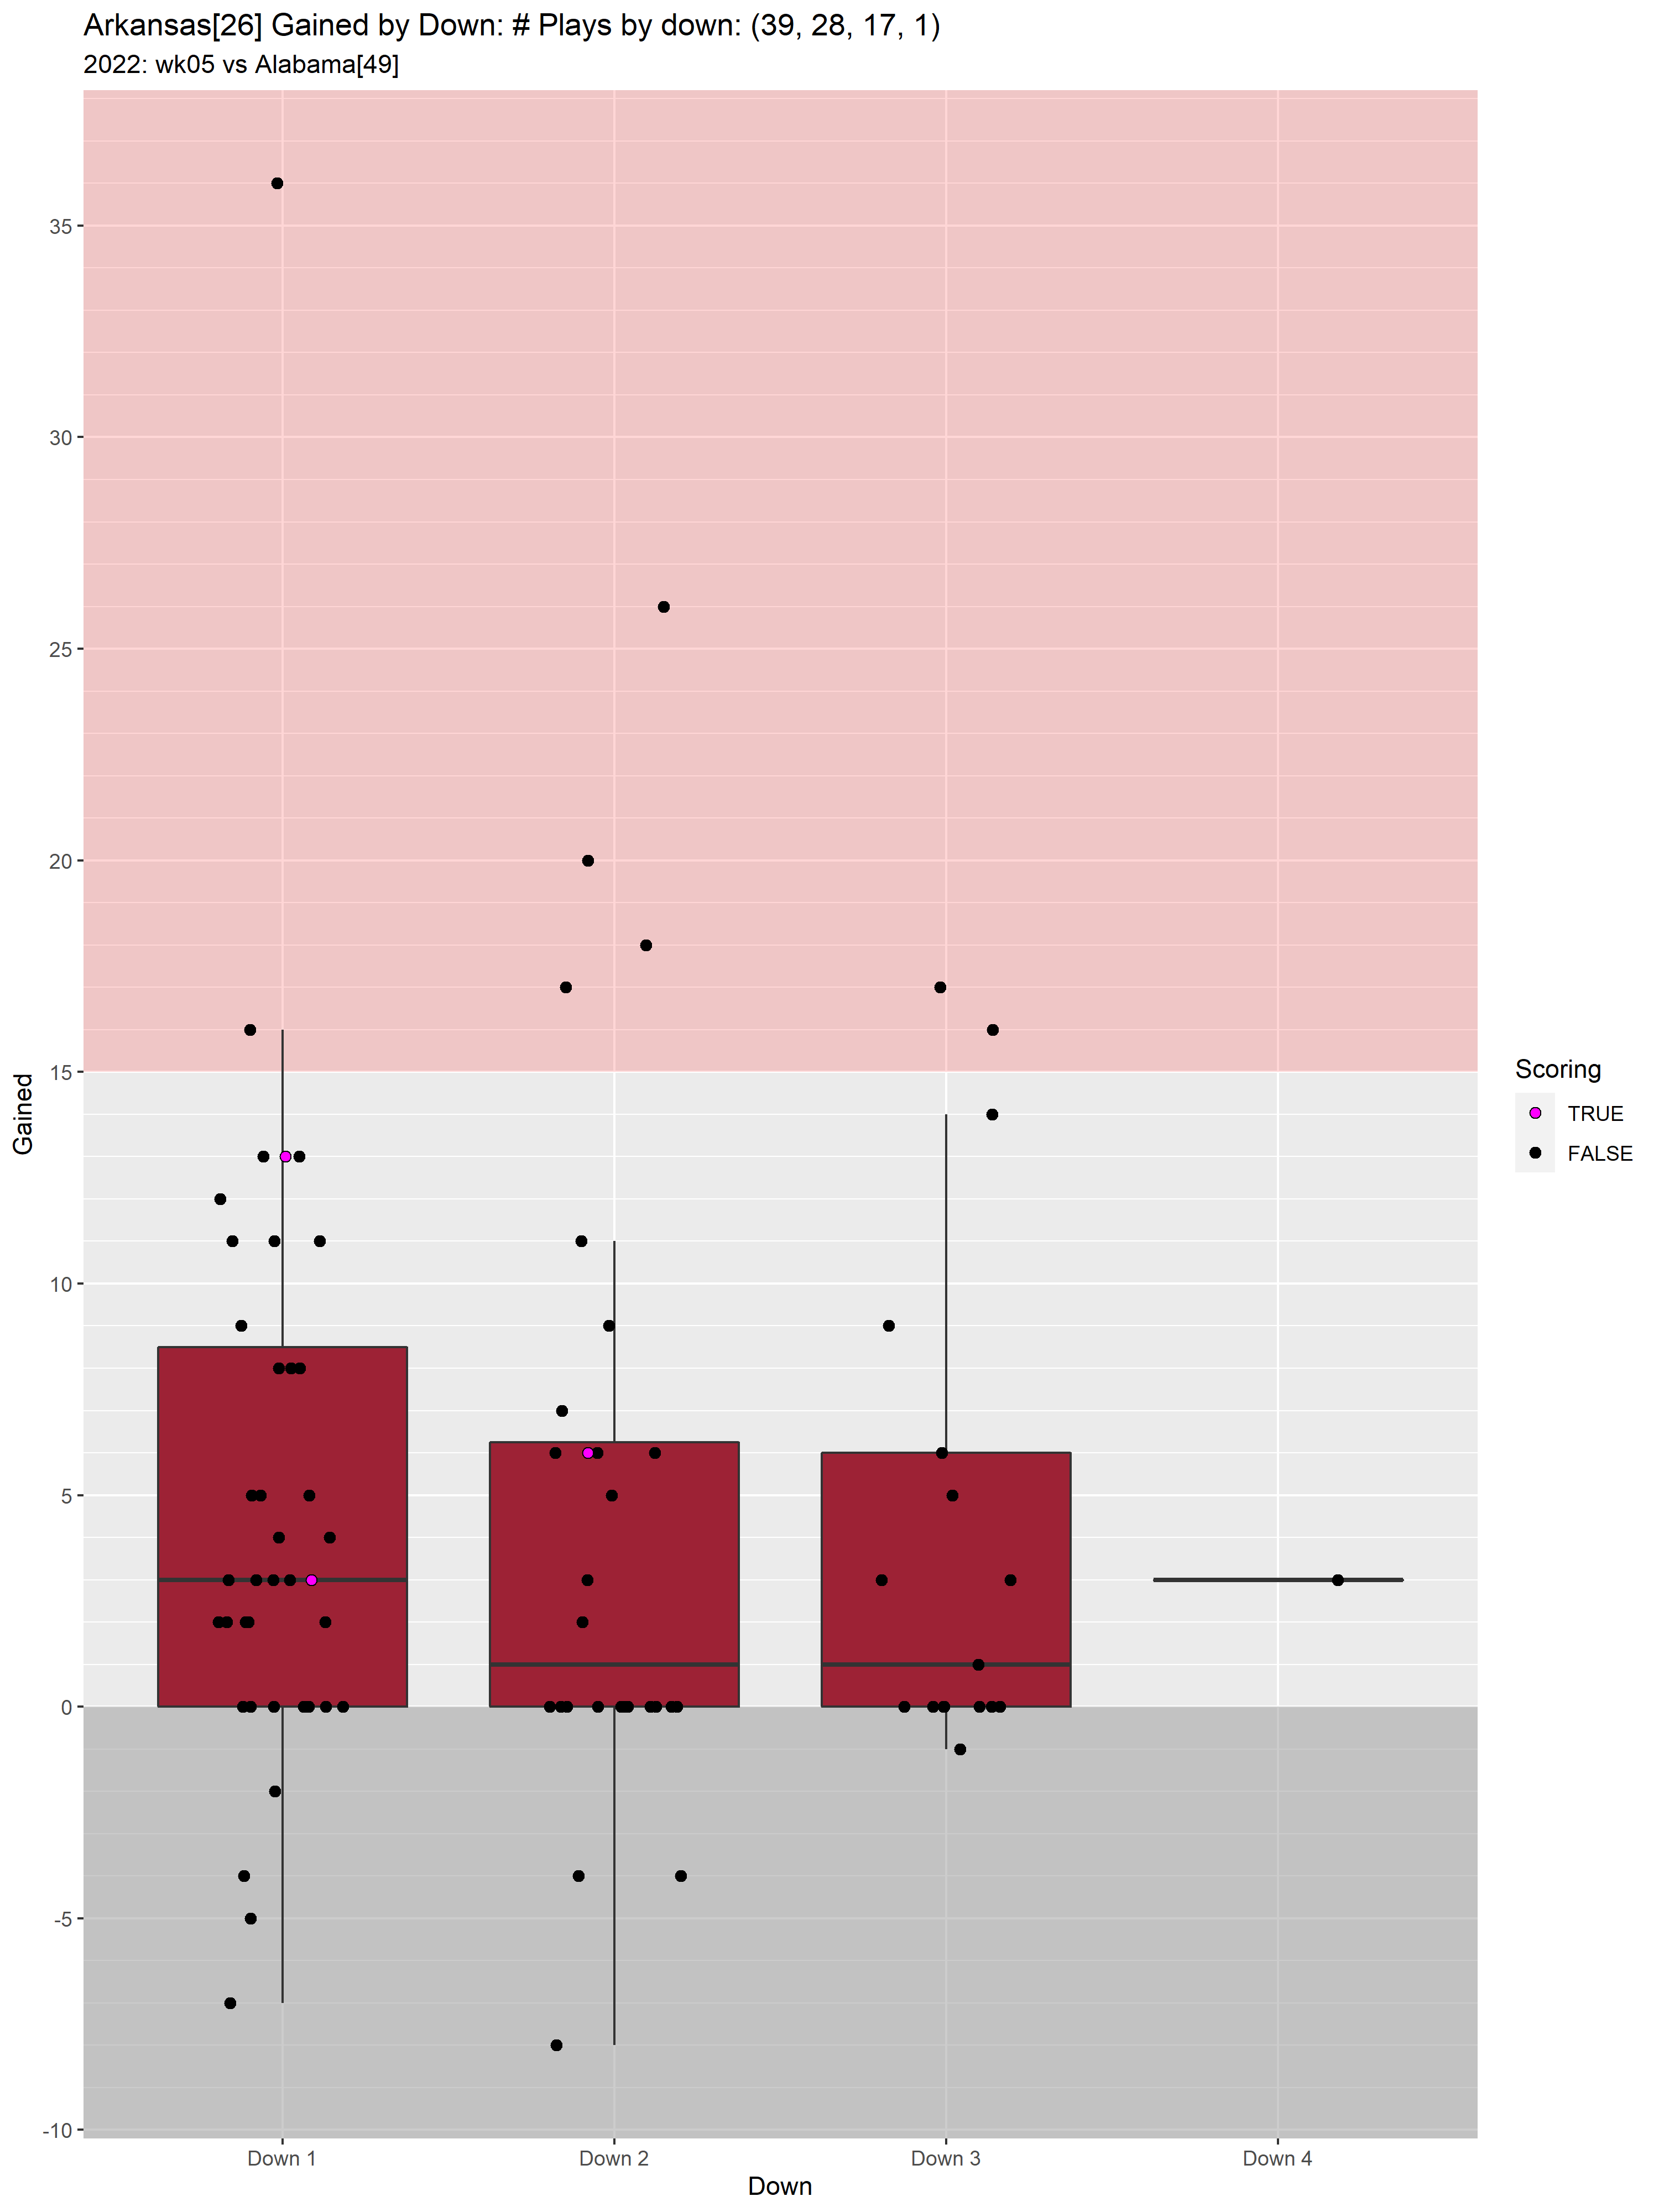 Arkansas[26] Gained by Down: # Plays by down: (39, 28, 17, 1)
2022: wk05 vs Alabama[49]
35
30
25
20
15
10
5
0
-5
-10
Gained
Down 1
Down 2
Down 3
Down 4
Down
Scoring
TRUE
FALSE